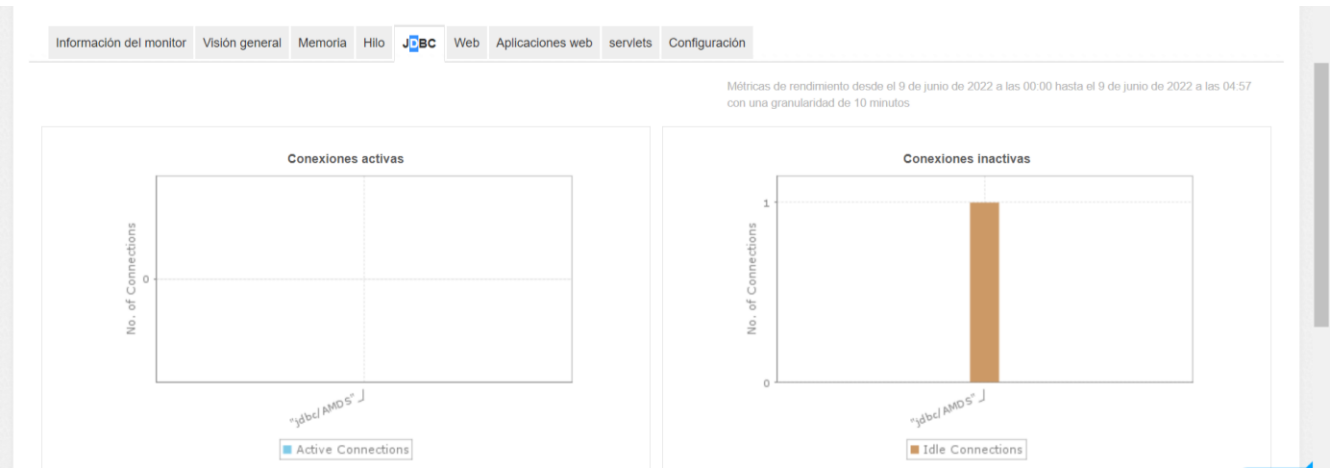 Información del monitor Visión general Memoria Hilo JDBC Web Aplicaciones web servlets Configuración
Métricas de rendimiento desde el 9 de junio de 2022 a las 00:00 hasta el 9 de junio de 2022 a las 04:57
con una granularidad de 10 minutos
Conexiones activas
No. of Connections
0
"jdbc/AMDS"_/
Active Connections
Conexiones inactivas
No. of Connections
1
0
"jdbc/AMDS"_/
Idle Connections